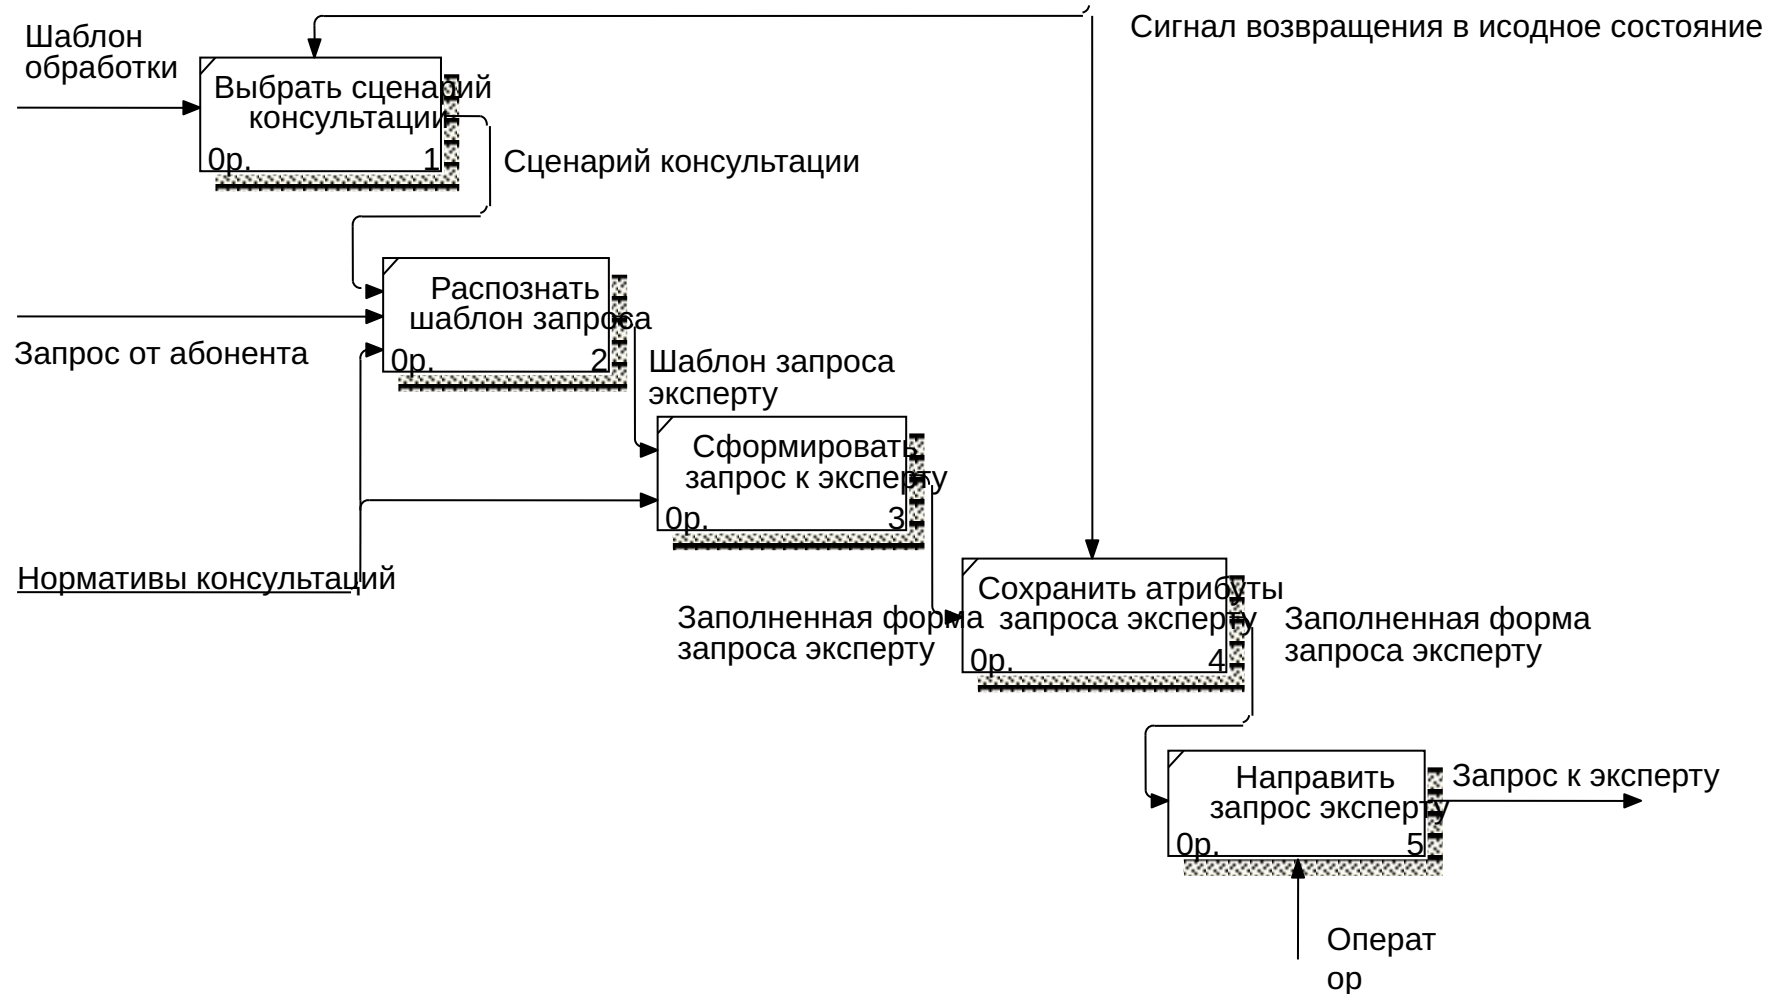 Сигнал возвращения в исодное состояние
Шаблон
обработки
Выбрать сценарий
консультации
0р.
1
Сценарий консультации
Распознать
шаблон запроса
0р.
2
Запрос от абонента
Шаблон запроса
эксперту
Сформировать
запрос к эксперту
0р.
3
Нормативы консультаций
Заполненная форма
запроса эксперту
Сохранить атрибуты
запроса эксперту
0р.
4
Заполненная форма
запроса эксперту
Направить
запрос эксперту
0р.
5
Запрос к эксперту
Операт
ор